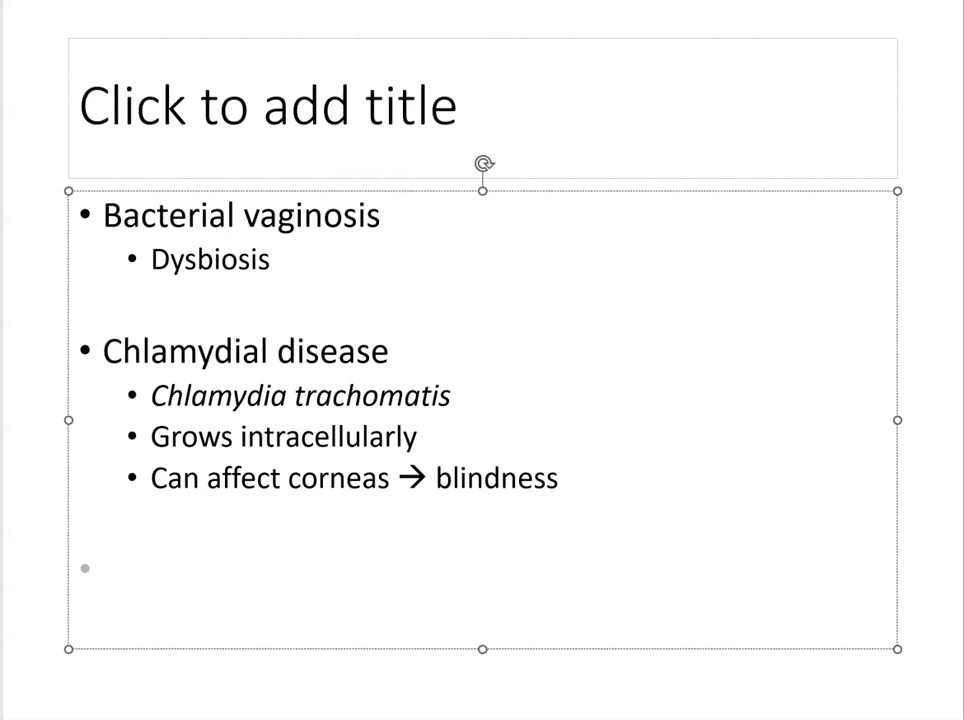 Click to add title
• Bacterial vaginosis
• Dysbiosis
• Chlamydial disease
• Chlamydia trachomatis
• Grows intracellularly
• Can affect corneas → blindness
•